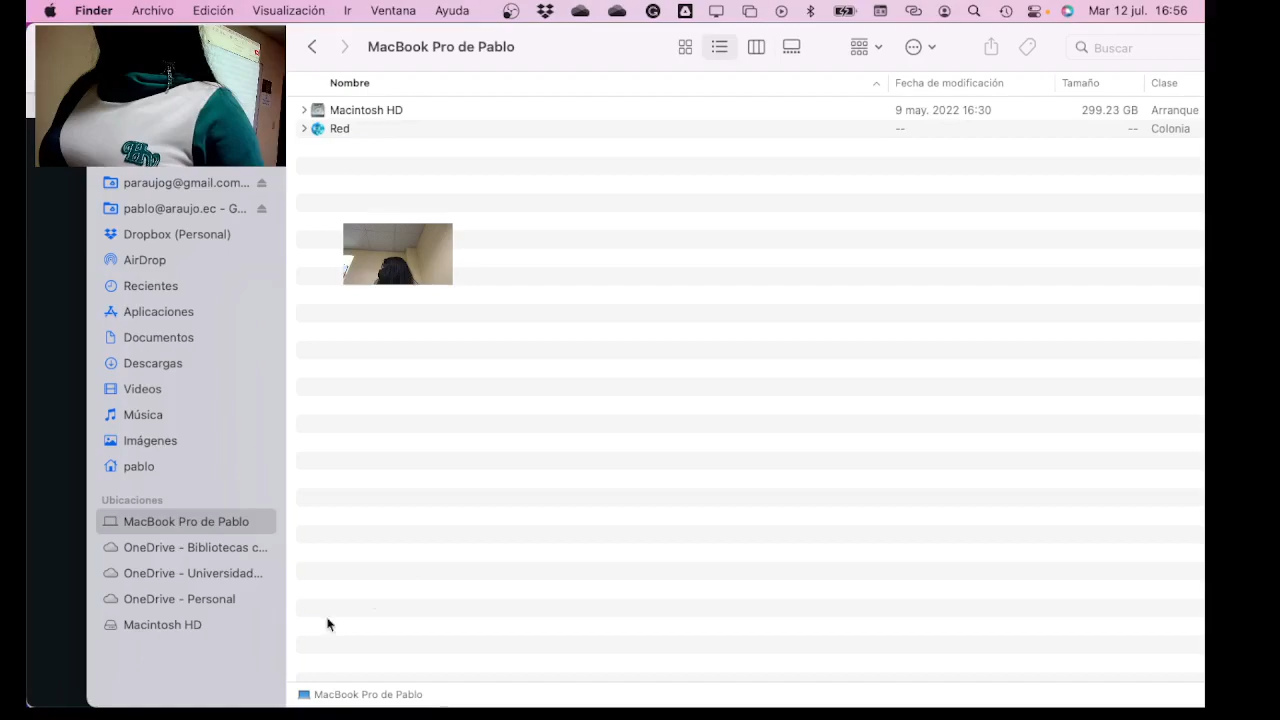 Finder Archivo Edición Visualización Ir Ventana Ayuda Mar 12 jul. 16:56
MacBook Pro de Pablo Buscar
Nombre Fecha de modificación Tamaño Clase
Macintosh HD 9 may. 2022 16:30 299.23 GB Arranque
Red -- -- Colonia
paraujog@gmail.com...
pablo@araujo.ec - G...
Dropbox (Personal)
AirDrop
Recientes
Aplicaciones
Documentos
Descargas
Videos
Música
Imágenes
pablo
Ubicaciones
MacBook Pro de Pablo
OneDrive - Bibliotecas c...
OneDrive - Universidad...
OneDrive - Personal
Macintosh HD
MacBook Pro de Pablo